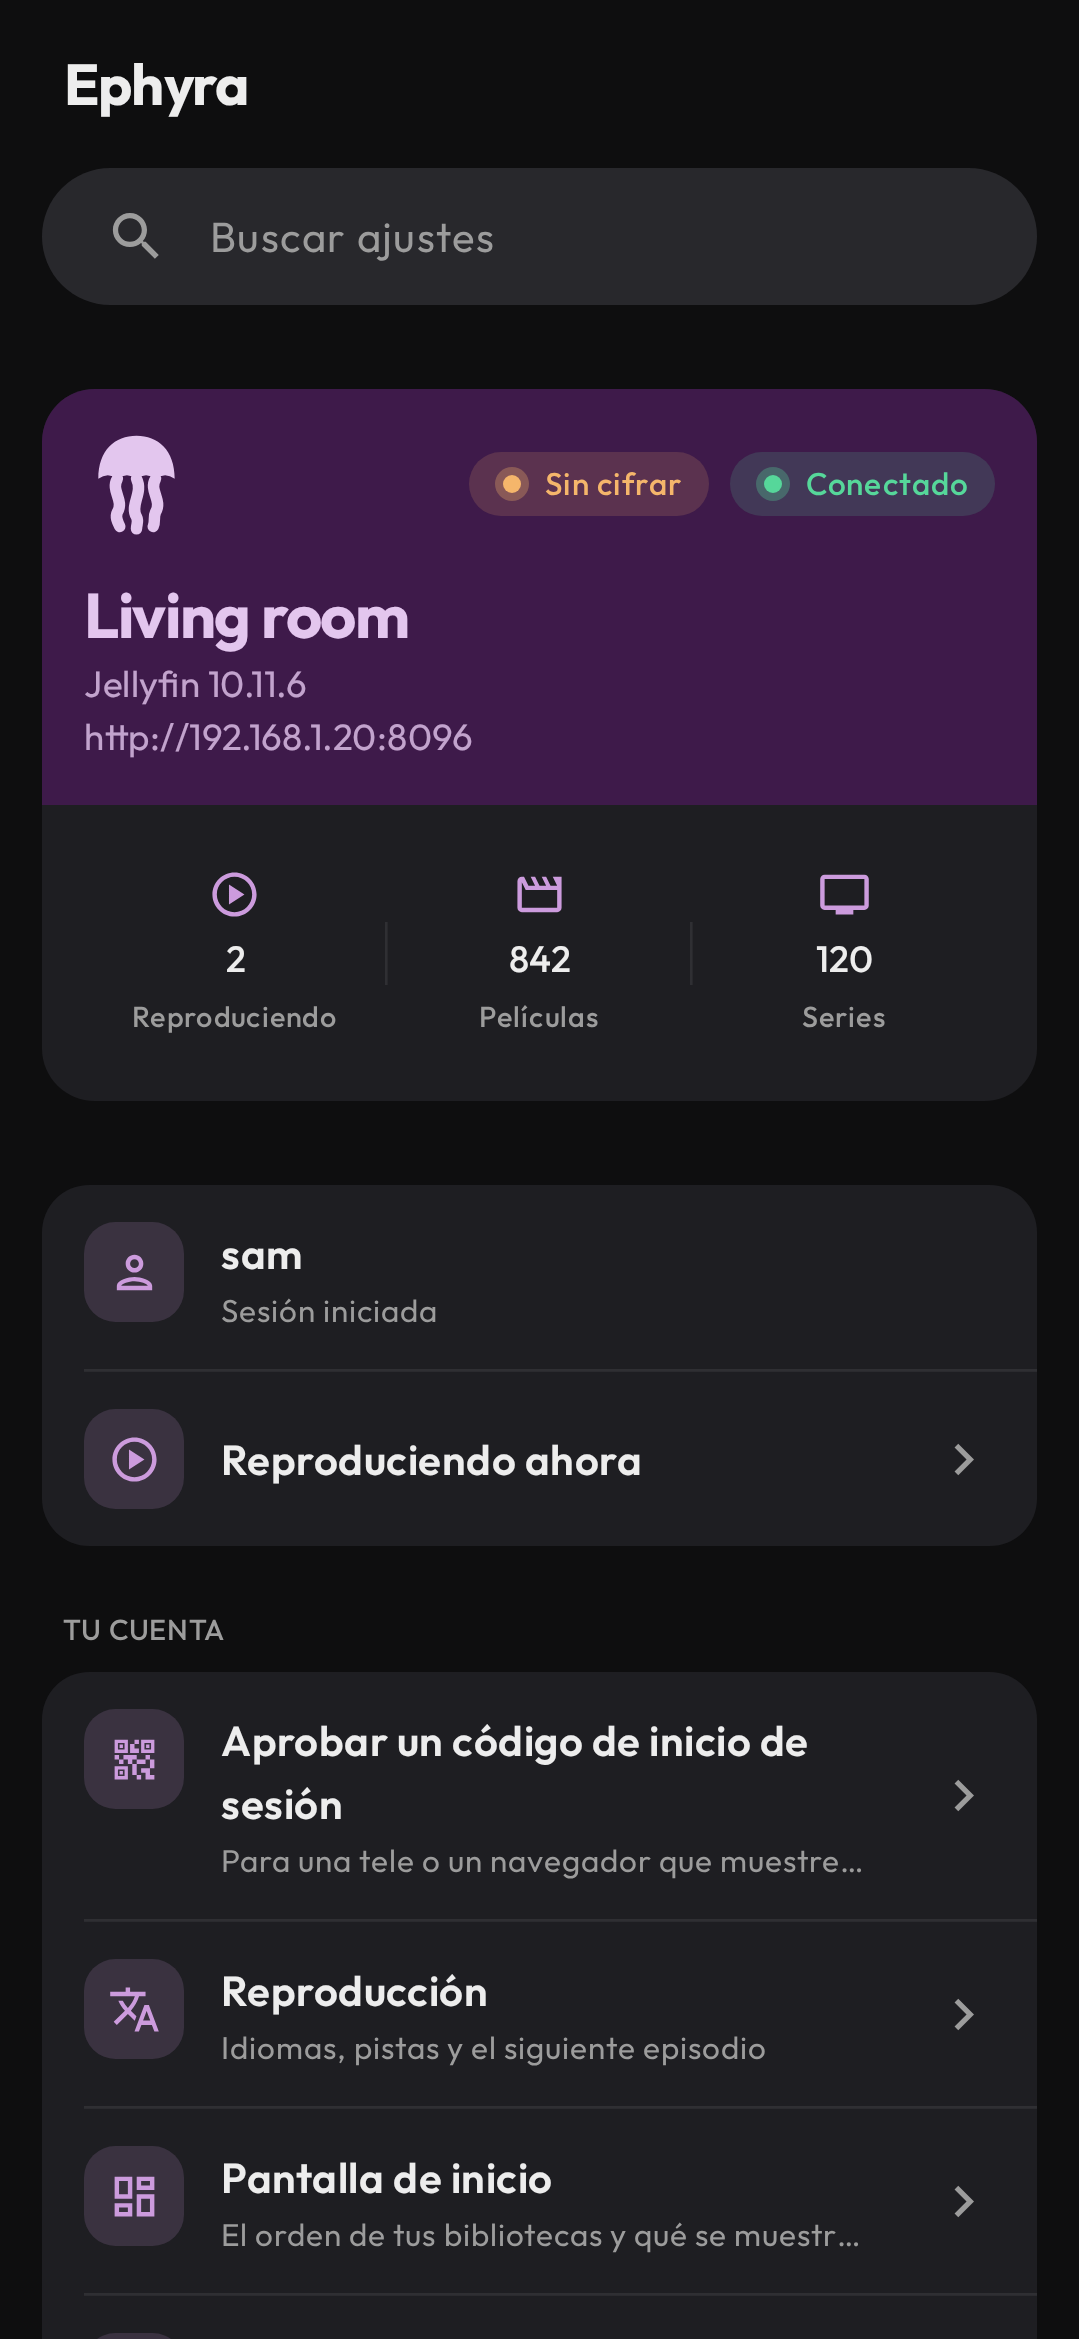 Ephyra
Buscar ajustes
Sin cifrar
Conectado
Living room
Jellyfin 10.11.6
http://192.168.1.20:8096
2
842
120
Reproduciendo
Películas
Series
sam
Sesión iniciada
Reproduciendo ahora
TU CUENTA
Aprobar un código de inicio de
sesión
Para una tele o un navegador que muestre...
Reproducción
Idiomas, pistas y el siguiente episodio
Pantalla de inicio
El orden de tus bibliotecas y qué se muestr...